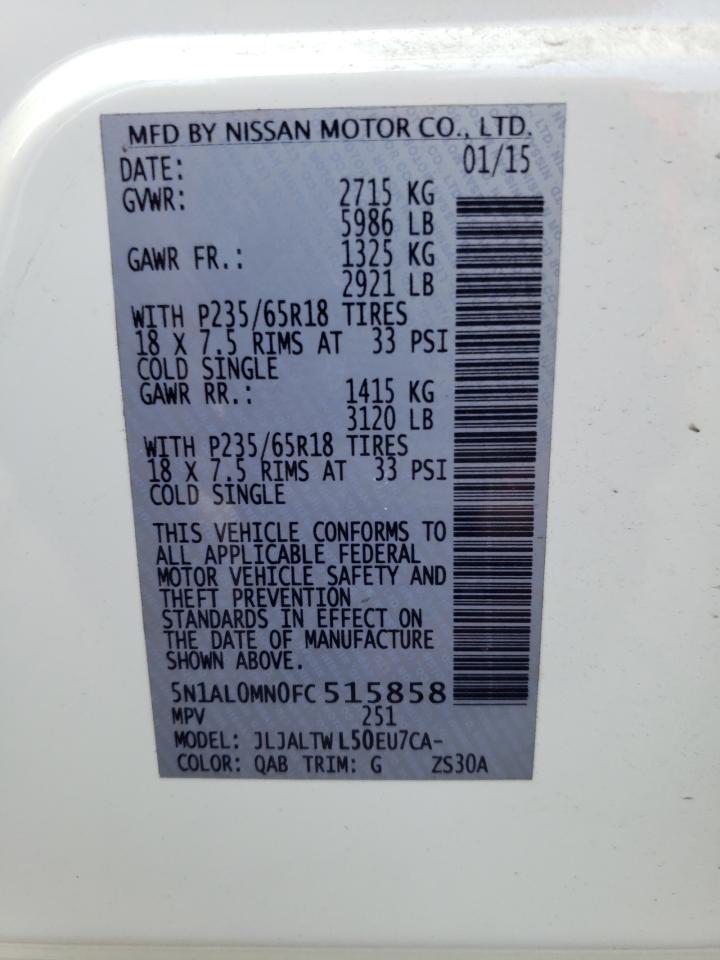 MFD BY NISSAN MOTOR CO., LTD.
DATE: 01/15
GVWR: 2715 KG
5986 LB
GAWR FR.: 1325 KG
2921 LB
WITH P235/65R18 TIRES
18 X 7.5 RIMS AT 33 PSI
COLD SINGLE
GAWR RR.: 1415 KG
3120 LB
WITH P235/65R18 TIRES
18 X 7.5 RIMS AT 33 PSI
COLD SINGLE
THIS VEHICLE CONFORMS TO
ALL APPLICABLE FEDERAL
MOTOR VEHICLE SAFETY AND
THEFT PREVENTION
STANDARDS IN EFFECT ON
THE DATE OF MANUFACTURE
SHOWN ABOVE.
5N1AL0MN0FC515858
MPV 251
MODEL: JLJALTWL50EU7CA-
COLOR: QAB TRIM: G ZS30A